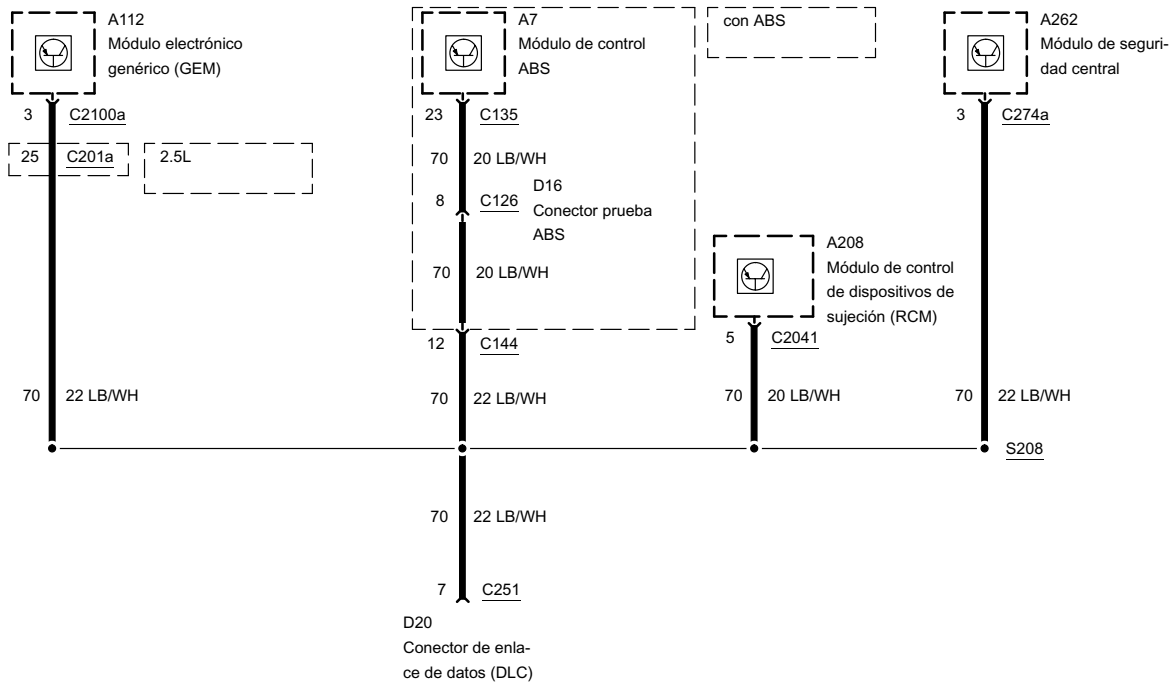 A112
Módulo electrónico
genérico (GEM)
3 C2100a
25 C201a
2.5L
70 22 LB/WH
A7
Módulo de control
ABS
con ABS
23 C135
70 20 LB/WH
8 C126
D16
Conector prueba
ABS
70 20 LB/WH
12 C144
70 22 LB/WH
A208
Módulo de control
de dispositivos de
sujeción (RCM)
5 C2041
70 20 LB/WH
A262
Módulo de seguri-
dad central
3 C274a
70 22 LB/WH
S208
70 22 LB/WH
7 C251
D20
Conector de enla-
ce de datos (DLC)